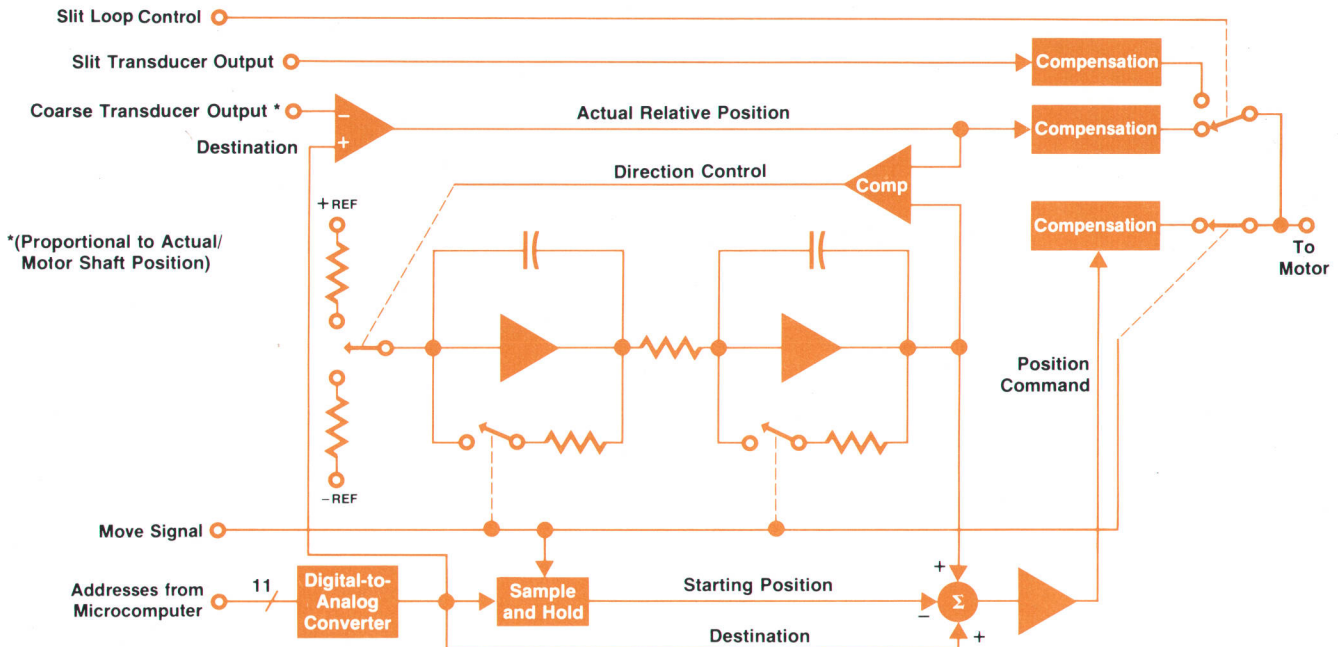 Slit Loop Control
Slit Transducer Output
Compensation
Coarse Transducer Output *
−
Actual Relative Position
Compensation
Destination
+
Direction Control
Comp
+REF
*(Proportional to Actual/
Motor Shaft Position)
Compensation
To
Motor
Position
Command
−REF
Move Signal
Addresses from
Microcomputer
11
Digital-to-
Analog
Converter
Sample
and Hold
Starting Position
+
Σ
−
+
Destination